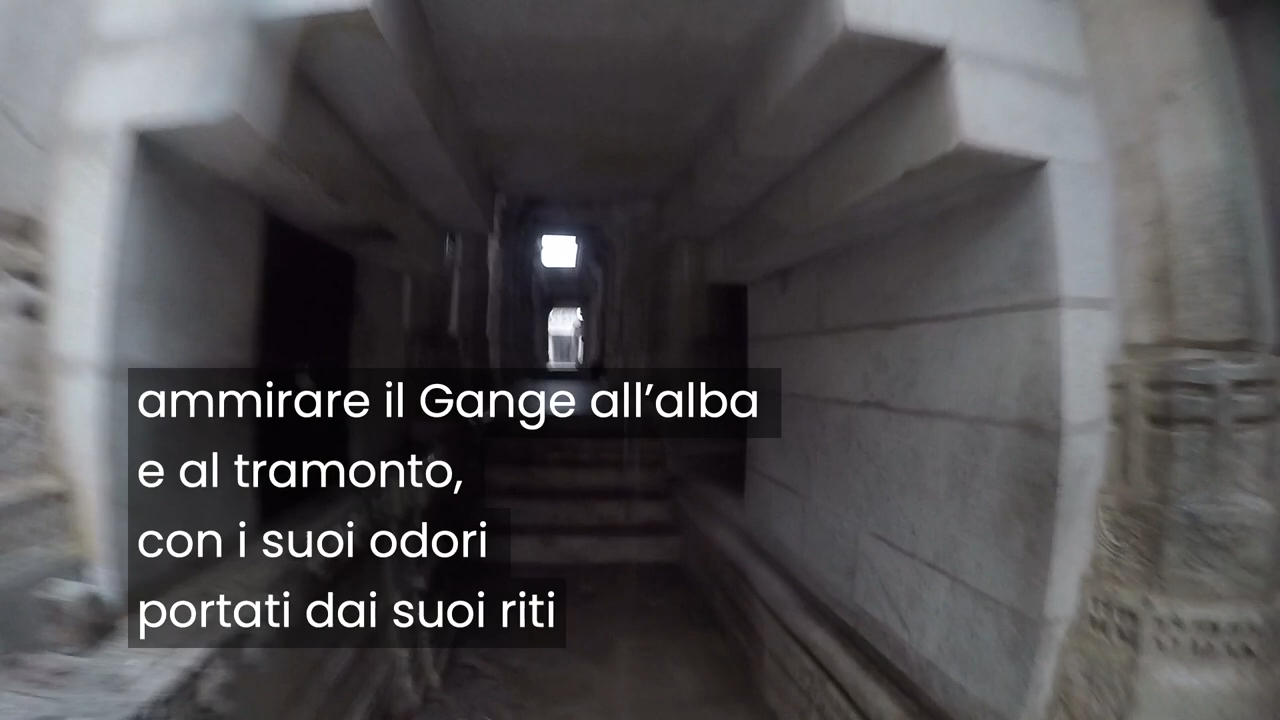 ammirare il Gange all’alba
e al tramonto,
con i suoi odori
portati dai suoi riti